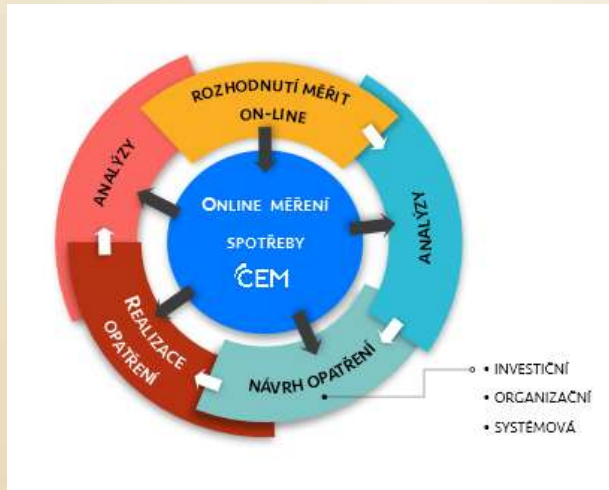 ROZHODNUTÍ MĚŘIT
ON-LINE
ANALÝZY
ANALÝZY
ONLINE MĚŘENÍ
SPOTŘEBY
CEM
REALIZACE
OPATŘENÍ
NÁVRH OPATŘENÍ
• INVESTIČNÍ
• ORGANIZAČNÍ
• SYSTÉMOVÁ